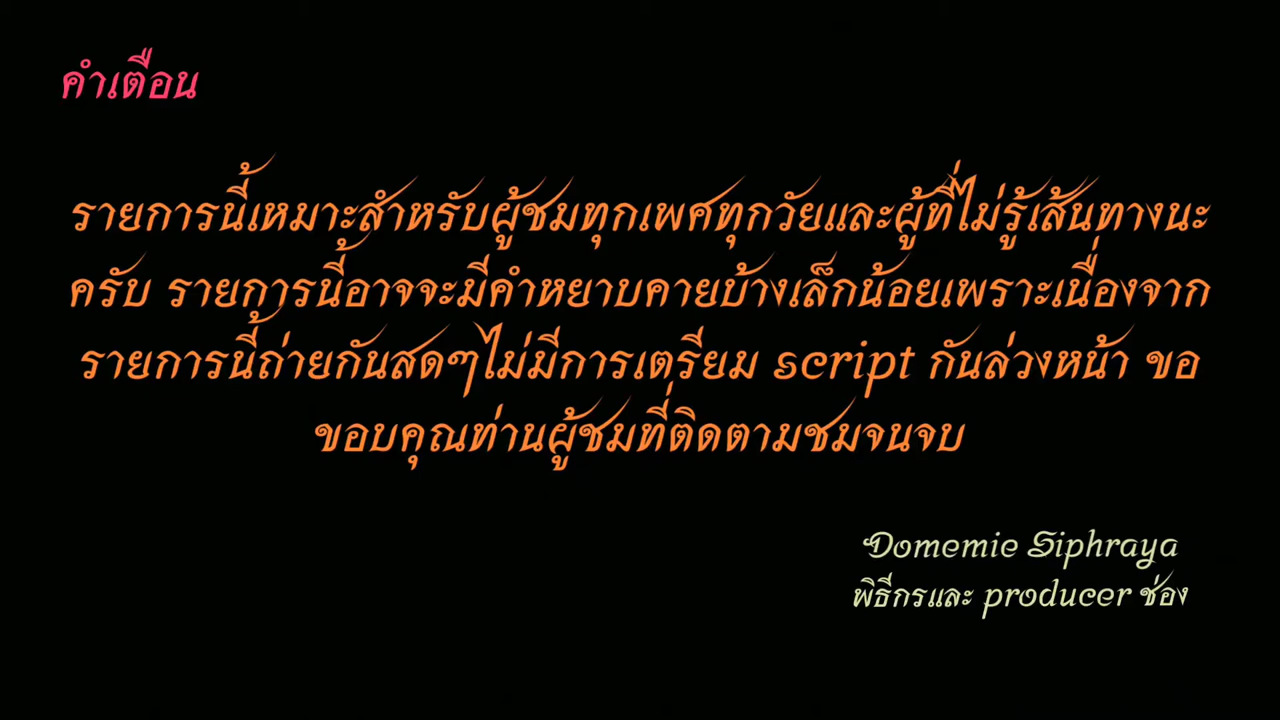 คำเตือน
รายการนี้เหมาะสำหรับผู้ชมทุกเพศทุกวัยและผู้ที่ไม่รู้เส้นทางนะ
ครับ รายการนี้อาจจะมีคำหยาบคายบ้างเล็กน้อยเพราะเนื่องจาก
รายการนี้ถ่ายกันสดๆไม่มีการเตรียม script กันล่วงหน้า ขอ
ขอบคุณท่านผู้ชมที่ติดตามชมจนจบ
Domemie Siphraya
พิธีกรและ producer ช่อง